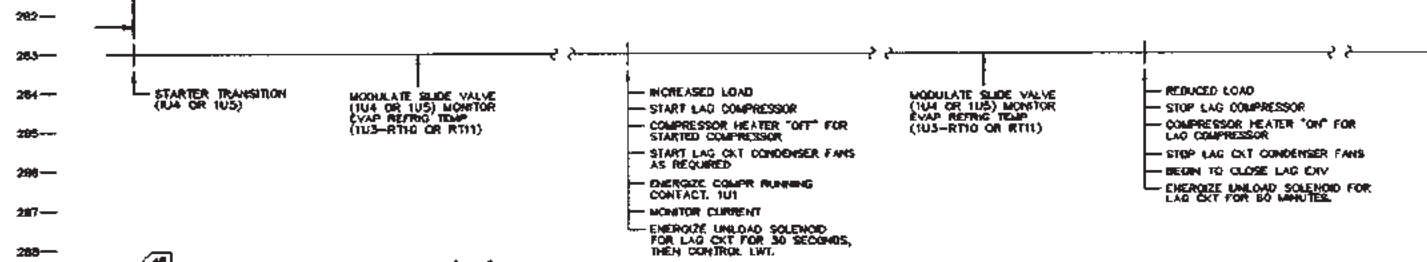 282
283
284
285
286
287
288
STARTER TRANSITION
(1U4 OR 1U5)
MODULATE SLIDE VALVE
(1U4 OR 1U5) MONITOR
EVAP REFRIG TEMP
(1U3-RT10 OR RT11)
INCREASED LOAD
START LAG COMPRESSOR
COMPRESSOR HEATER "OFF" FOR
STARTED COMPRESSOR
START LAG CKT CONDENSER FANS
AS REQUIRED
ENERGIZE COMPR RUNNING
CONTACT. 1U1
MONITOR CURRENT
ENERGIZE UNLOAD SOLENOID
FOR LAG CKT FOR 30 SECONDS,
THEN CONTROL LWT.
MODULATE SLIDE VALVE
(1U4 OR 1U5) MONITOR
EVAP REFRIG TEMP
(1U3-RT10 OR RT11)
REDUCED LOAD
STOP LAG COMPRESSOR
COMPRESSOR HEATER "ON" FOR
LAG COMPRESSOR
STOP LAG CKT CONDENSER FANS
BEGIN TO CLOSE LAG EXV
ENERGIZE UNLOAD SOLENOID FOR
LAG CKT FOR 60 MINUTES.